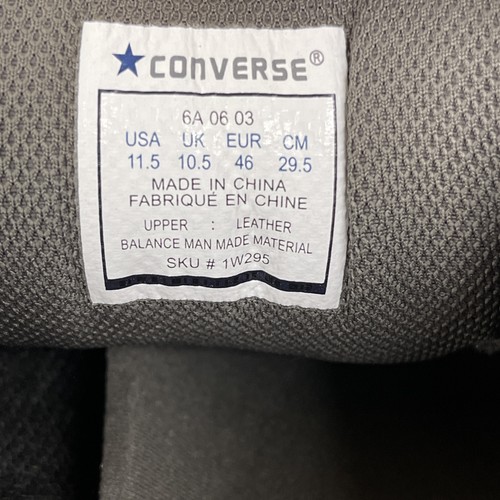 CONVERSE®
6A 06 03
USA UK EUR CM
11.5 10.5 46 29.5
MADE IN CHINA
FABRIQUÉ EN CHINE
UPPER : LEATHER
BALANCE MAN MADE MATERIAL
SKU # 1W295